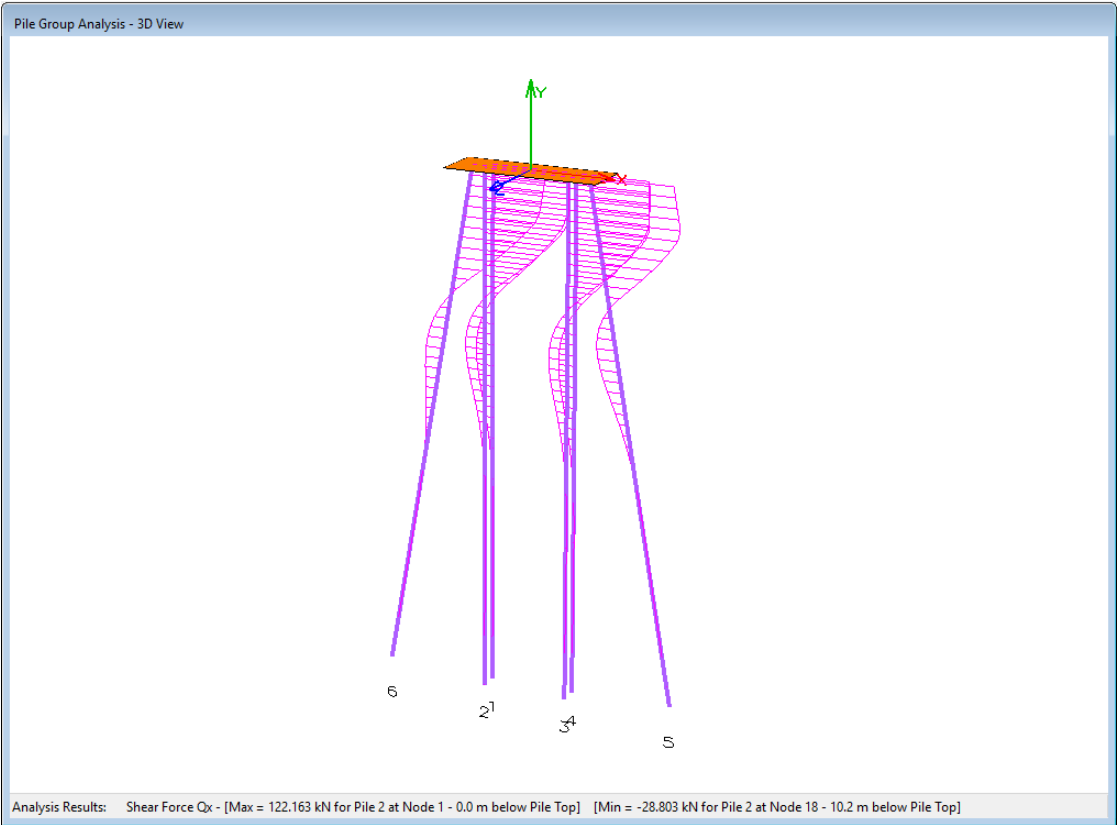 Pile Group Analysis - 3D View
Y
X
Z
6
2 1
3 4
5
Analysis Results: Shear Force Qx - [Max = 122.163 kN for Pile 2 at Node 1 - 0.0 m below Pile Top] [Min = -28.803 kN for Pile 2 at Node 18 - 10.2 m below Pile Top]